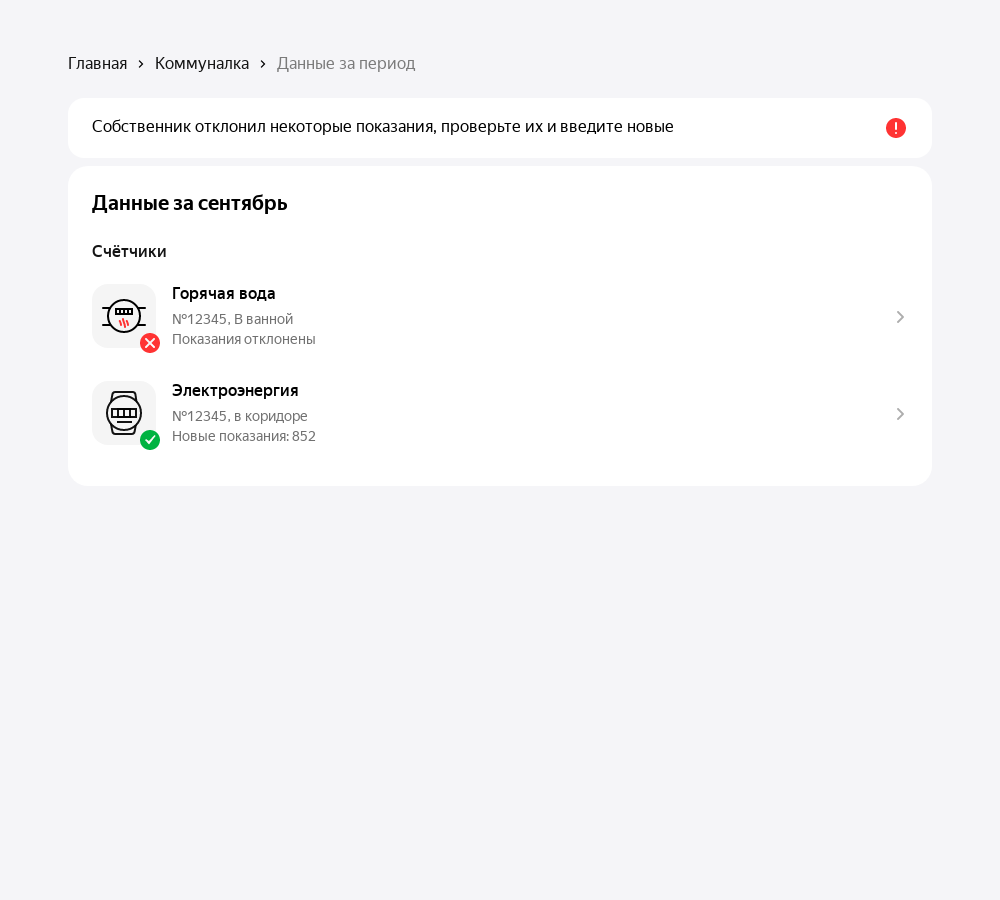 Главная › Коммуналка › Данные за период
Собственник отклонил некоторые показания, проверьте их и введите новые
Данные за сентябрь
Счётчики
Горячая вода
№12345, В ванной
Показания отклонены
Электроэнергия
№12345, в коридоре
Новые показания: 852